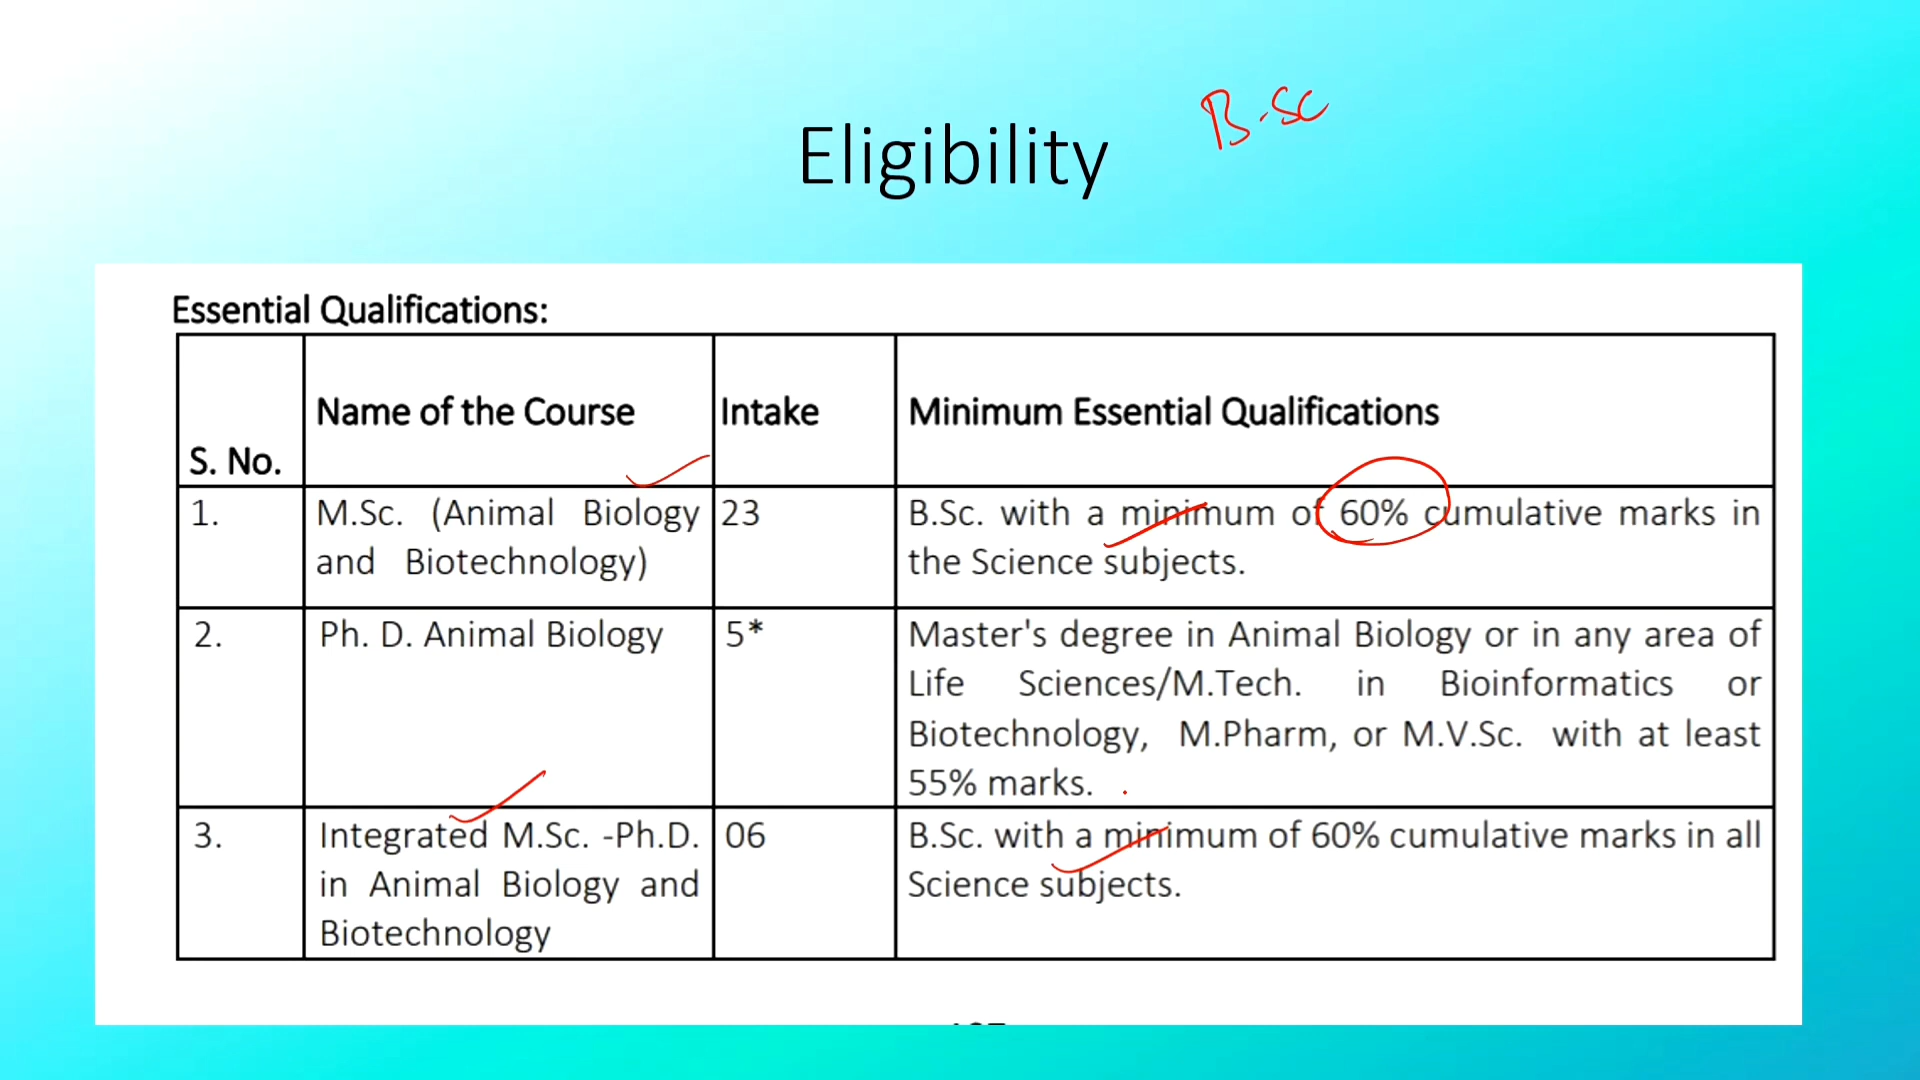 B.Sc
Eligibility
Essential Qualifications:
S. No.
Name of the Course
Intake
Minimum Essential Qualifications
1.
M.Sc. (Animal Biology
and Biotechnology)
23
B.Sc. with a minimum of 60% cumulative marks in
the Science subjects.
2.
Ph. D. Animal Biology
5*
Master's degree in Animal Biology or in any area of
Life Sciences/M.Tech. in Bioinformatics or
Biotechnology, M.Pharm, or M.V.Sc. with at least
55% marks.
3.
Integrated M.Sc. -Ph.D.
in Animal Biology and
Biotechnology
06
B.Sc. with a minimum of 60% cumulative marks in all
Science subjects.